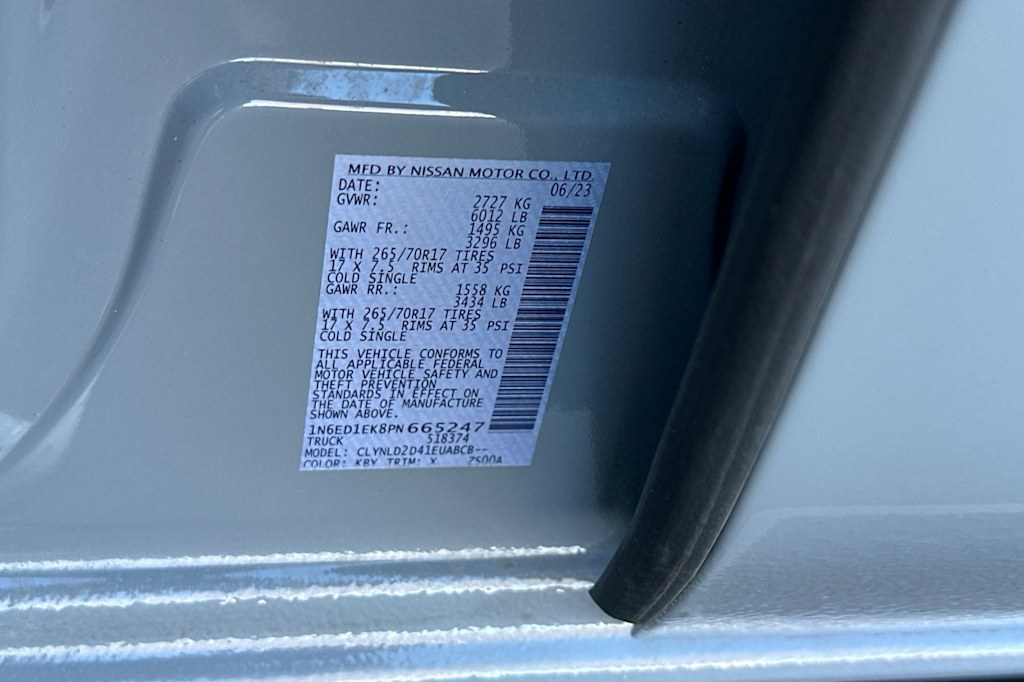 MFD BY NISSAN MOTOR CO., LTD.
DATE: 06/23
GVWR: 2727 KG
6012 LB
GAWR FR.: 1495 KG
3296 LB
WITH 265/70R17 TIRES
17 X 7.5 RIMS AT 35 PSI
COLD SINGLE
GAWR RR.: 1558 KG
3434 LB
WITH 265/70R17 TIRES
17 X 7.5 RIMS AT 35 PSI
COLD SINGLE
THIS VEHICLE CONFORMS TO
ALL APPLICABLE FEDERAL
MOTOR VEHICLE SAFETY AND
THEFT PREVENTION
STANDARDS IN EFFECT ON
THE DATE OF MANUFACTURE
SHOWN ABOVE.
1N6ED1EK8PN665247
TRUCK 518374
MODEL: CLYNLD2D41EUABCB--
COLOR: KBY TRIM: X ZS00A